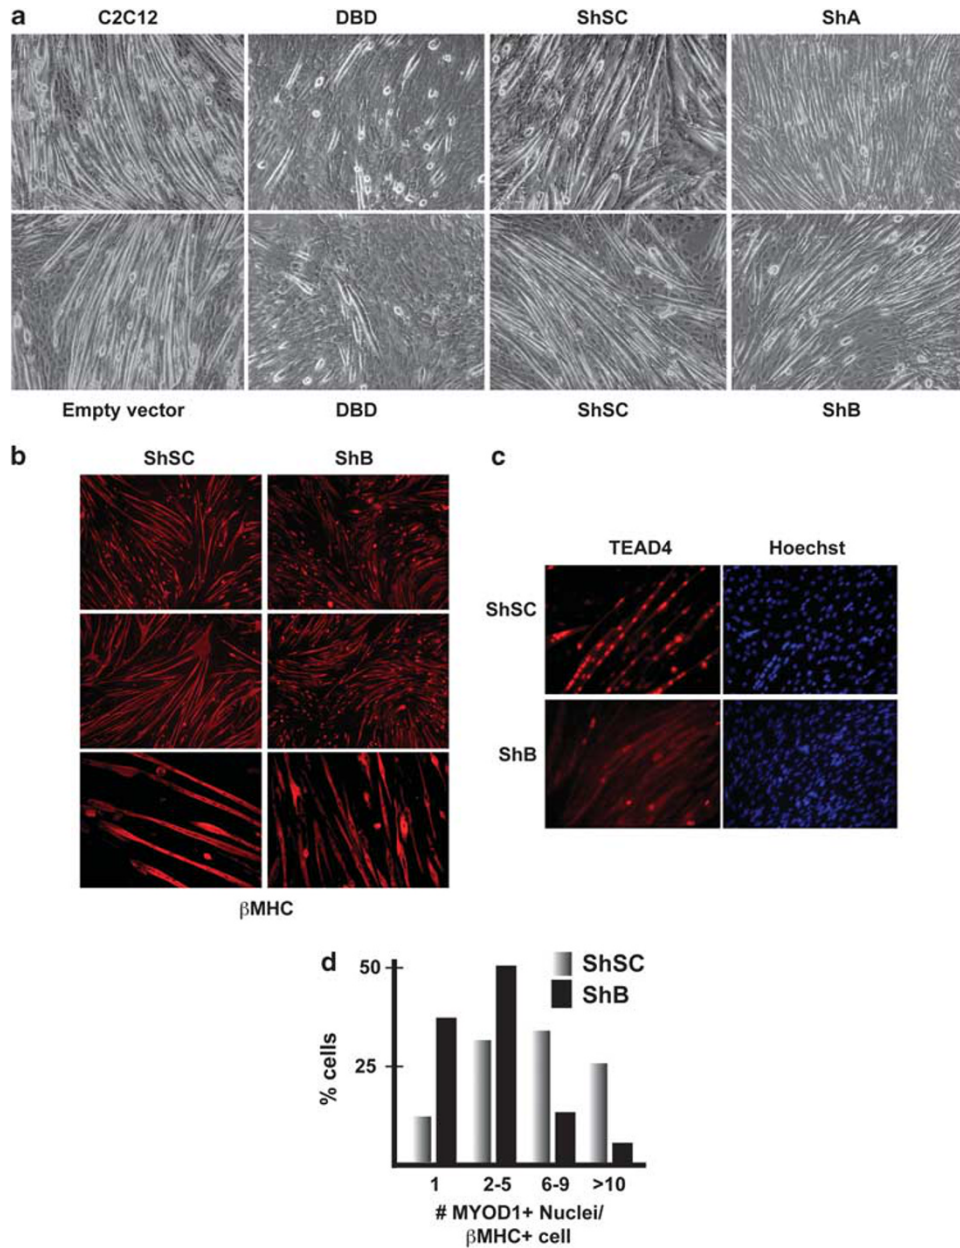 a
C2C12 DBD ShSC ShA
Empty vector DBD ShSC ShB
b
ShSC ShB
βMHC
c
TEAD4 Hoechst
ShSC
ShB
d
ShSC
ShB
50
25
% cells
1 2-5 6-9 >10
# MYOD1+ Nuclei/
βMHC+ cell